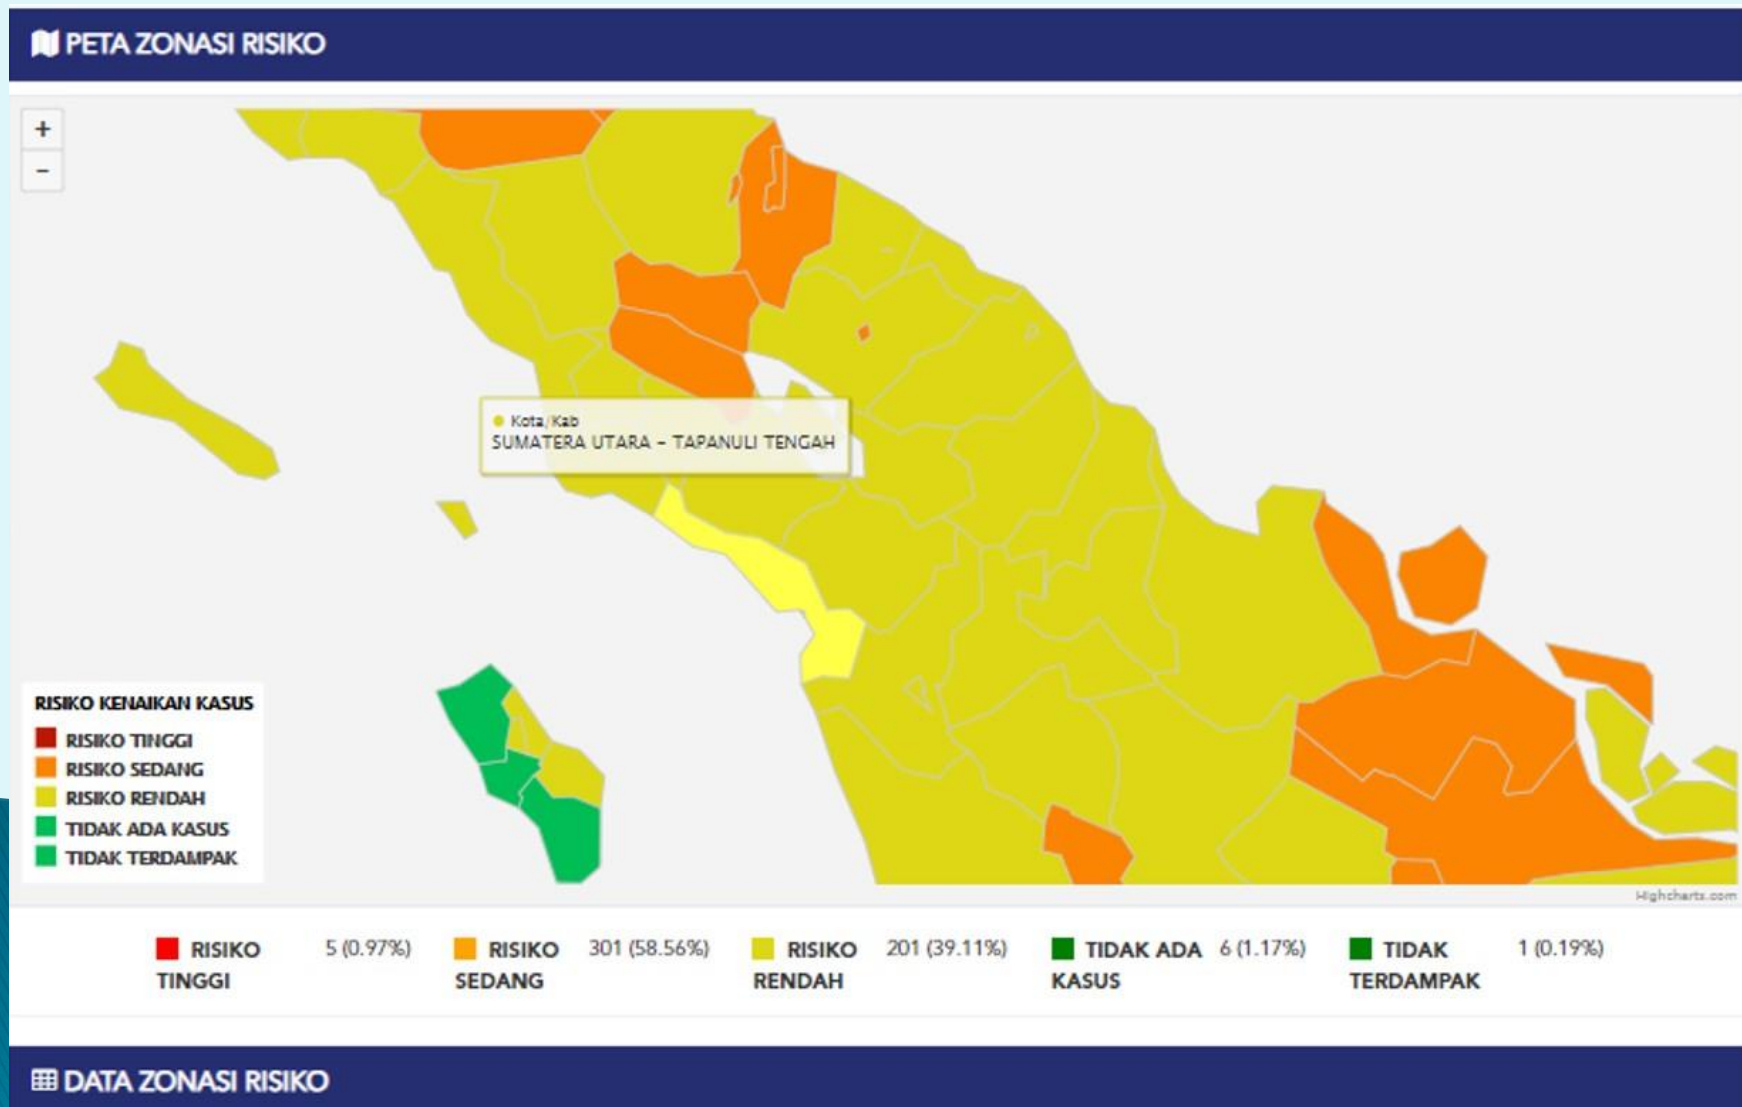 PETA ZONASI RISIKO
+
−
Kota/Kab
SUMATERA UTARA - TAPANULI TENGAH
RISIKO KENAIKAN KASUS
RISIKO TINGGI
RISIKO SEDANG
RISIKO RENDAH
TIDAK ADA KASUS
TIDAK TERDAMPAK
Highcharts.com
RISIKO TINGGI 5 (0.97%)
RISIKO SEDANG 301 (58.56%)
RISIKO RENDAH 201 (39.11%)
TIDAK ADA KASUS 6 (1.17%)
TIDAK TERDAMPAK 1 (0.19%)
DATA ZONASI RISIKO